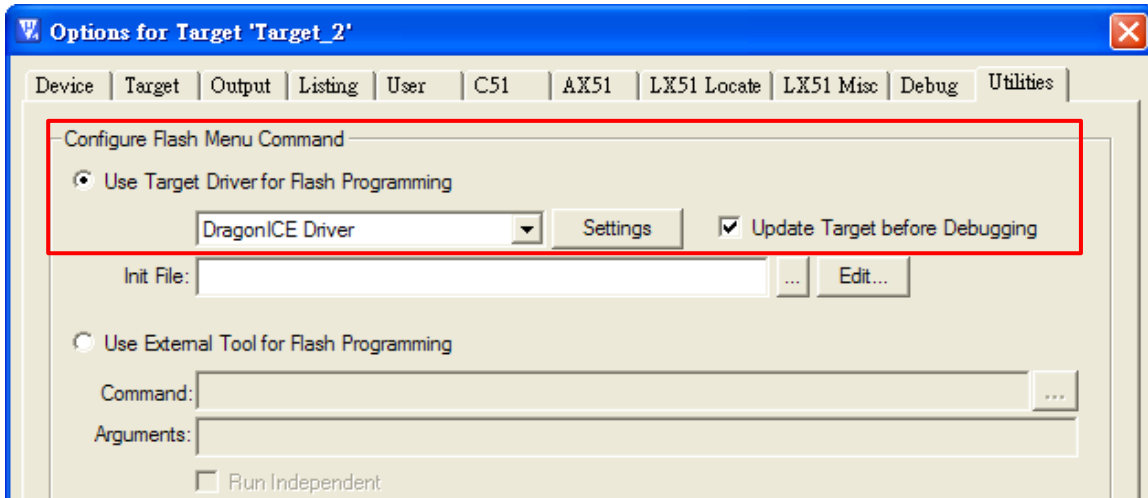 Options for Target 'Target_2'
Device Target Output Listing User C51 AX51 LX51 Locate LX51 Misc Debug Utilities
Configure Flash Menu Command
Use Target Driver for Flash Programming
DragonICE Driver Settings Update Target before Debugging
Init File: ... Edit...
Use External Tool for Flash Programming
Command: ...
Arguments:
Run Independent